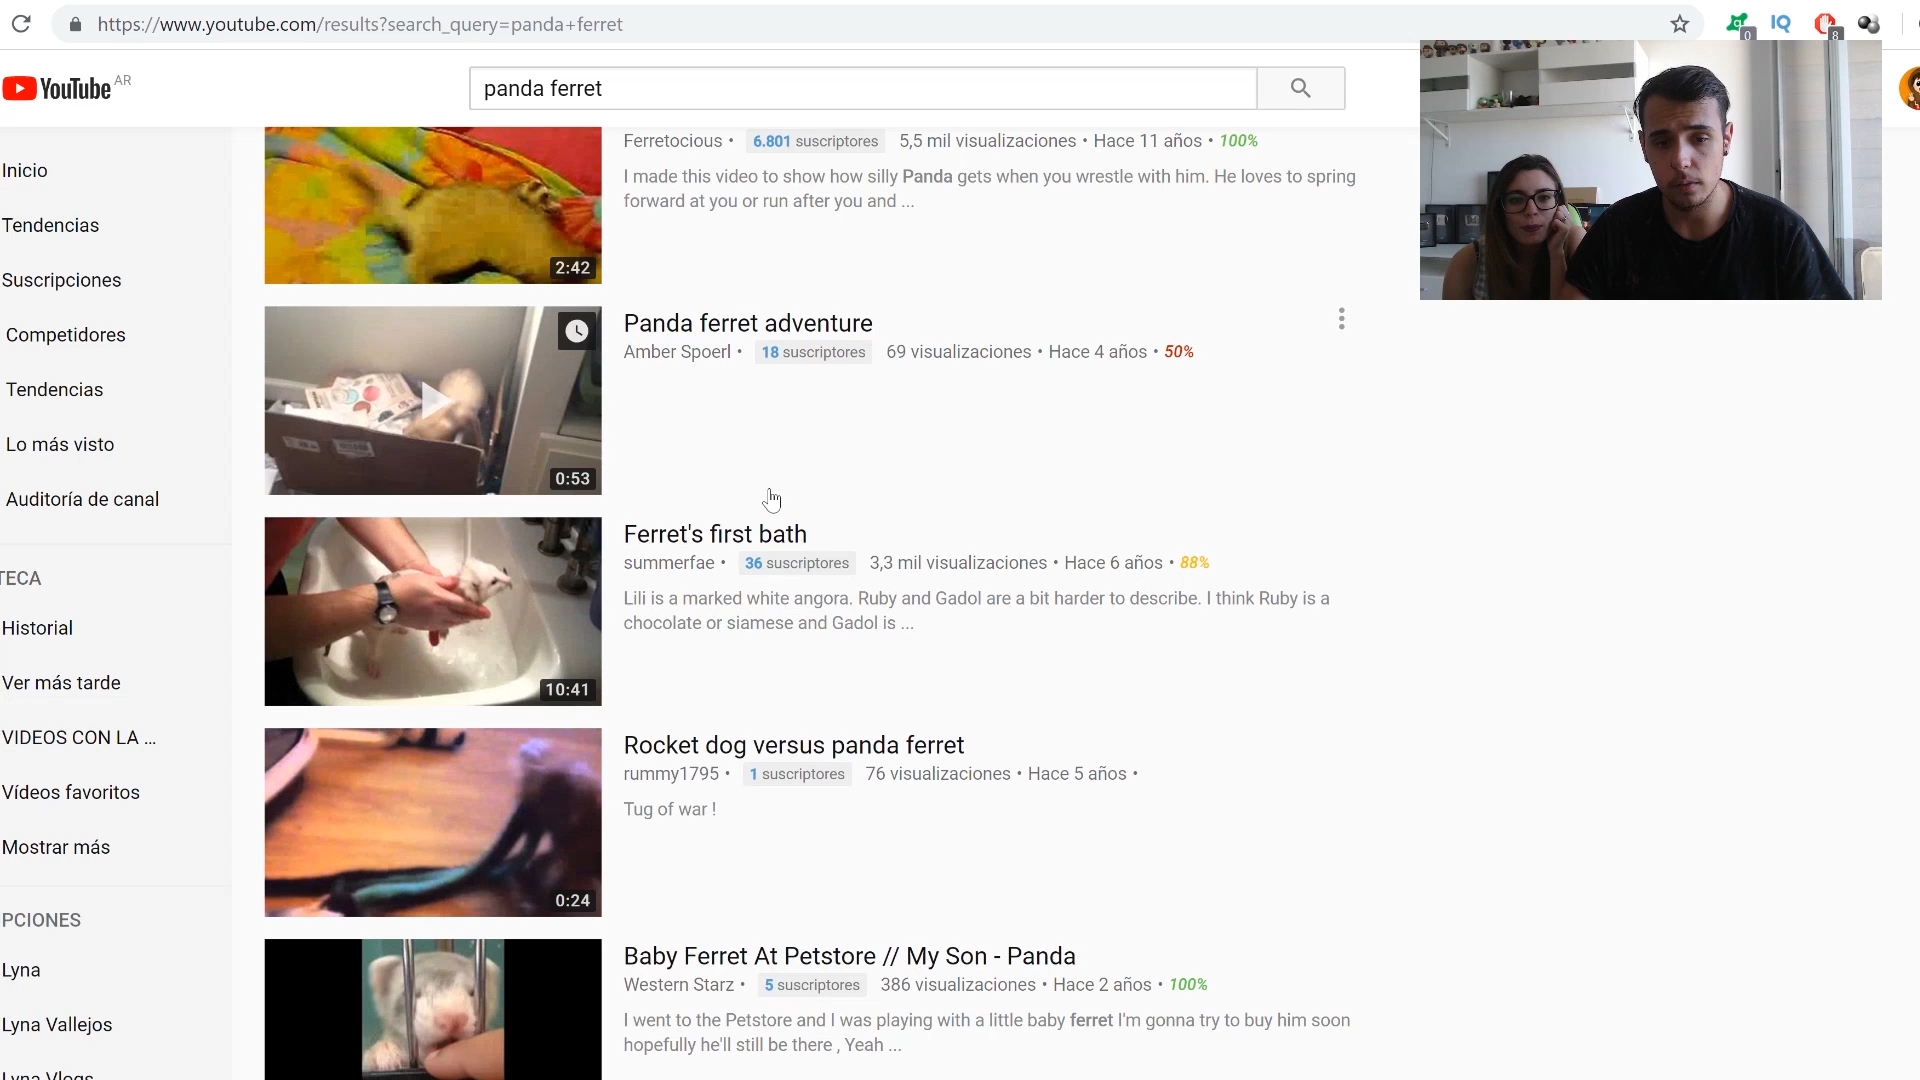 https://www.youtube.com/results?search_query=panda+ferret
0
IQ
8
YouTube AR
panda ferret
Inicio
Tendencias
Suscripciones
Competidores
Tendencias
Lo más visto
Auditoría de canal
TECA
Historial
Ver más tarde
VIDEOS CON LA ...
Vídeos favoritos
Mostrar más
PCIONES
Lyna
Lyna Vallejos
Lyna Vlogs
2:42
Ferretocious • 6.801 suscriptores 5,5 mil visualizaciones • Hace 11 años • 100%
I made this video to show how silly Panda gets when you wrestle with him. He loves to spring
forward at you or run after you and ...
0:53
Panda ferret adventure
Amber Spoerl • 18 suscriptores 69 visualizaciones • Hace 4 años • 50%
10:41
Ferret's first bath
summerfae • 36 suscriptores 3,3 mil visualizaciones • Hace 6 años • 88%
Lili is a marked white angora. Ruby and Gadol are a bit harder to describe. I think Ruby is a
chocolate or siamese and Gadol is ...
0:24
Rocket dog versus panda ferret
rummy1795 • 1 suscriptores 76 visualizaciones • Hace 5 años •
Tug of war !
Baby Ferret At Petstore // My Son - Panda
Western Starz • 5 suscriptores 386 visualizaciones • Hace 2 años • 100%
I went to the Petstore and I was playing with a little baby ferret I'm gonna try to buy him soon
hopefully he'll still be there , Yeah ...